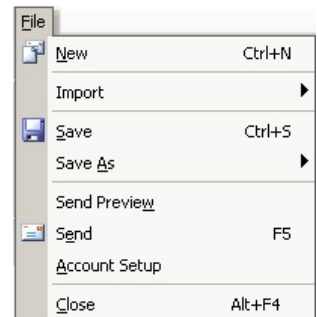 File
New Ctrl+N
Import
Save Ctrl+S
Save As
Send Preview
Send F5
Account Setup
Close Alt+F4